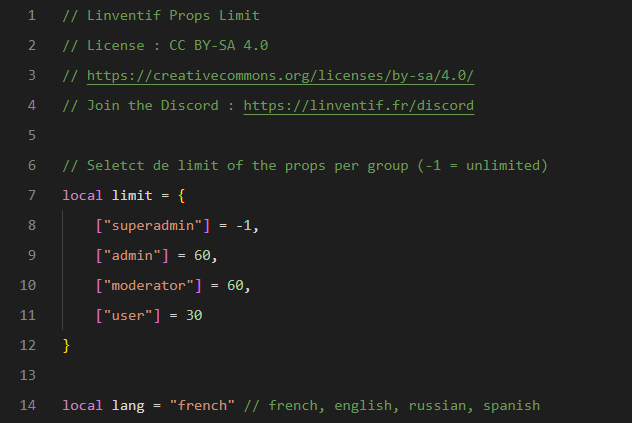 1 // Linventif Props Limit
2 // License : CC BY-SA 4.0
3 // https://creativecommons.org/licenses/by-sa/4.0/
4 // Join the Discord : https://linventif.fr/discord
5
6 // Seletct de limit of the props per group (-1 = unlimited)
7 local limit = {
8     ["superadmin"] = -1,
9     ["admin"] = 60,
10     ["moderator"] = 60,
11     ["user"] = 30
12 }
13
14 local lang = "french" // french, english, russian, spanish